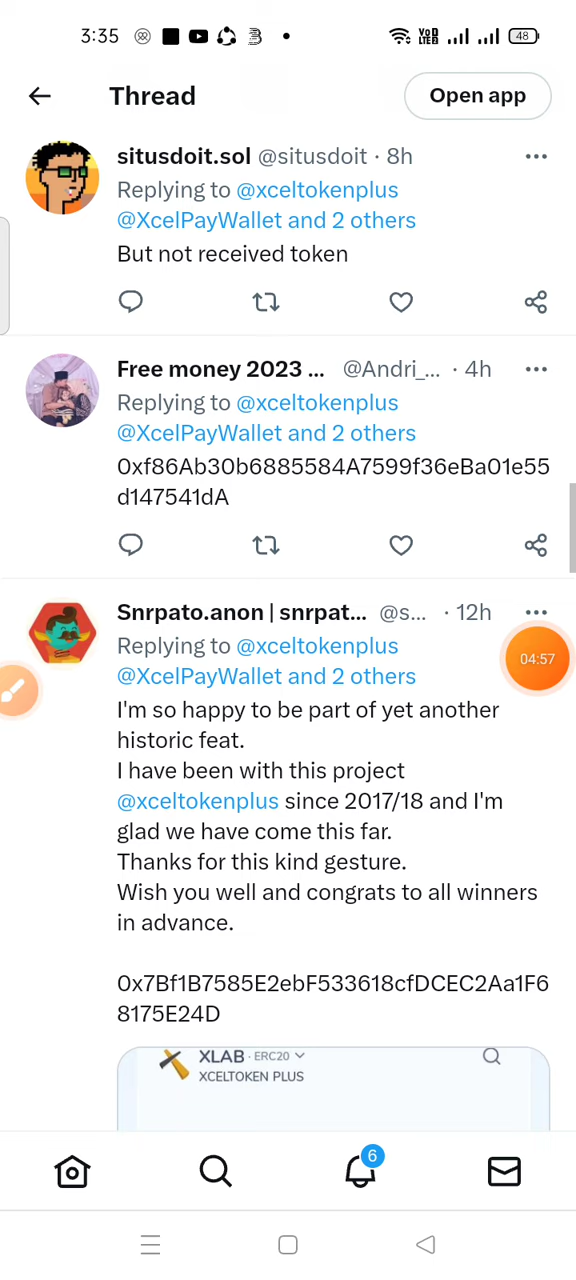 3:35
VoD
LTEB
48
Thread
Open app
situsdoit.sol @situsdoit · 8h
Replying to @xceltokenplus
@XcelPayWallet and 2 others
But not received token
Free money 2023 ... @Andri_... · 4h
Replying to @xceltokenplus
@XcelPayWallet and 2 others
0xf86Ab30b6885584A7599f36eBa01e55
d147541dA
Snrpato.anon | snrpat... @s... · 12h
Replying to @xceltokenplus
@XcelPayWallet and 2 others
04:57
I'm so happy to be part of yet another
historic feat.
I have been with this project
@xceltokenplus since 2017/18 and I'm
glad we have come this far.
Thanks for this kind gesture.
Wish you well and congrats to all winners
in advance.
0x7Bf1B7585E2ebF533618cfDCEC2Aa1F6
8175E24D
XLAB · ERC20
XCELTOKEN PLUS
6